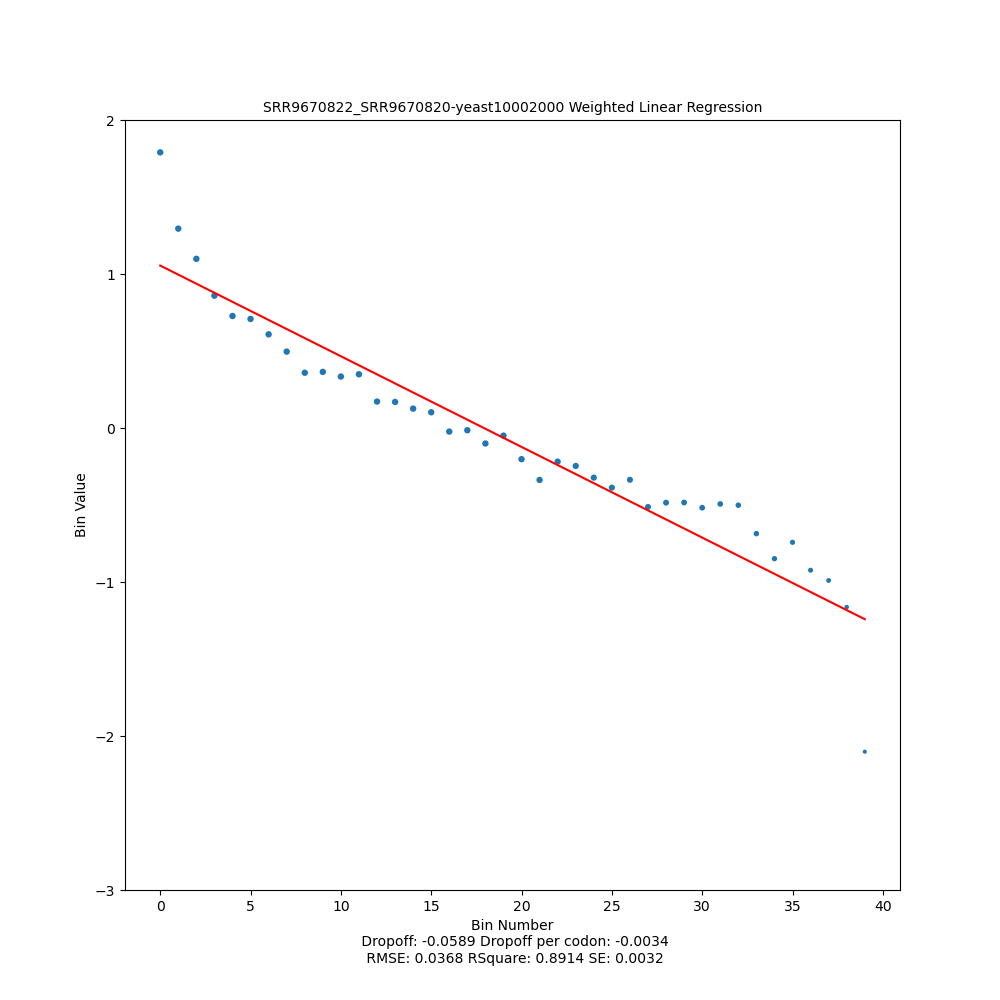 SRR9670822_SRR9670820-yeast10002000 Weighted Linear Regression
2
1
0
−1
−2
−3
Bin Value
0 5 10 15 20 25 30 35 40
Bin Number
Dropoff: -0.0589 Dropoff per codon: -0.0034
RMSE: 0.0368 RSquare: 0.8914 SE: 0.0032